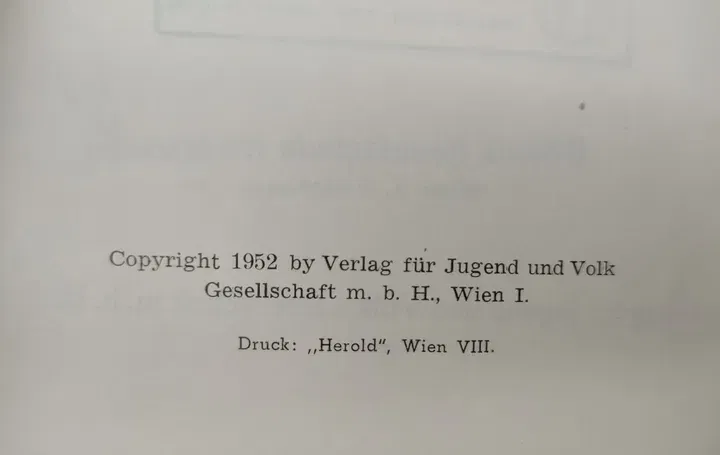 Copyright 1952 by Verlag für Jugend und Volk
Gesellschaft m. b. H., Wien I.
Druck: ,,Herold“, Wien VIII.